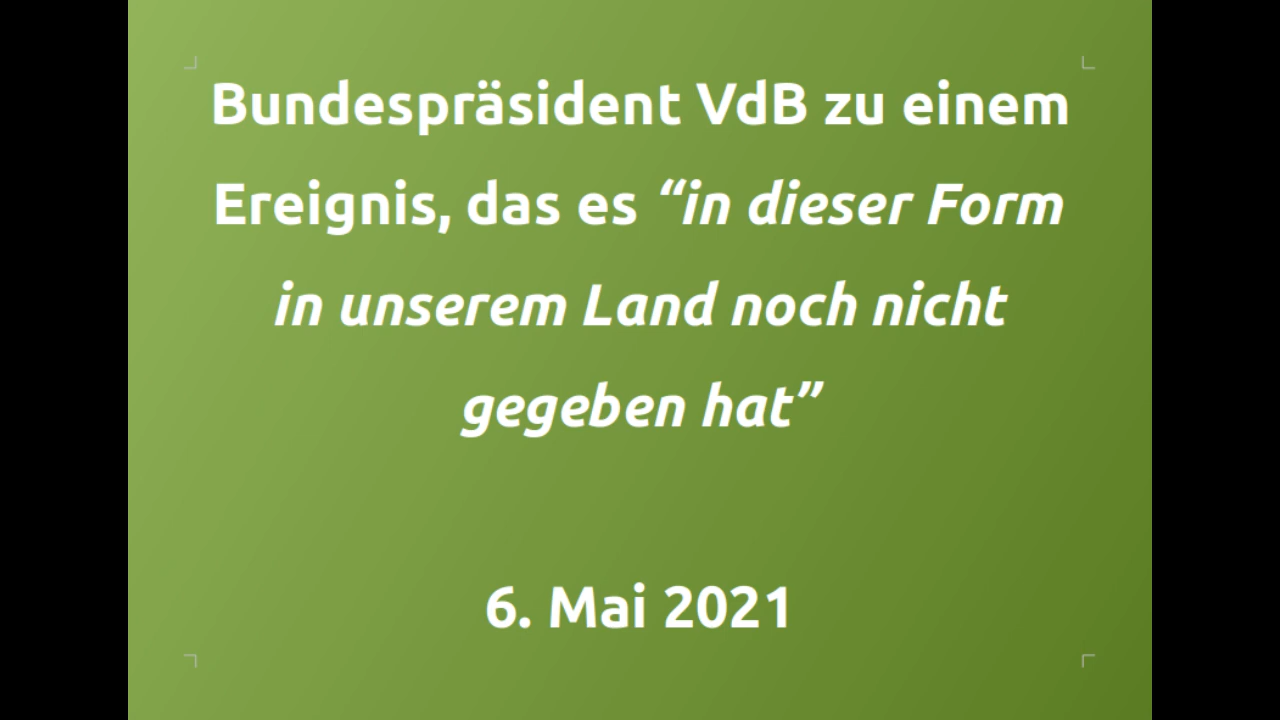 Bundespräsident VdB zu einem
Ereignis, das es “in dieser Form
in unserem Land noch nicht
gegeben hat”
6. Mai 2021